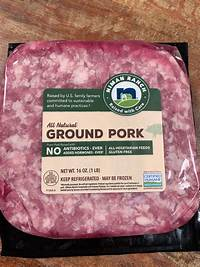 Raised by U.S. family farmers
committed to sustainable
and humane practices.
NIMAN RANCH
Raised with Care
All Natural
GROUND PORK
NO ANTIBIOTICS - EVER
ADDED HORMONES - EVER
ALL-VEGETARIAN FEEDS
GLUTEN FREE
NET WT. 16 OZ. (1 LB)
KEEP REFRIGERATED · MAY BE FROZEN
CERTIFIED
HUMANE